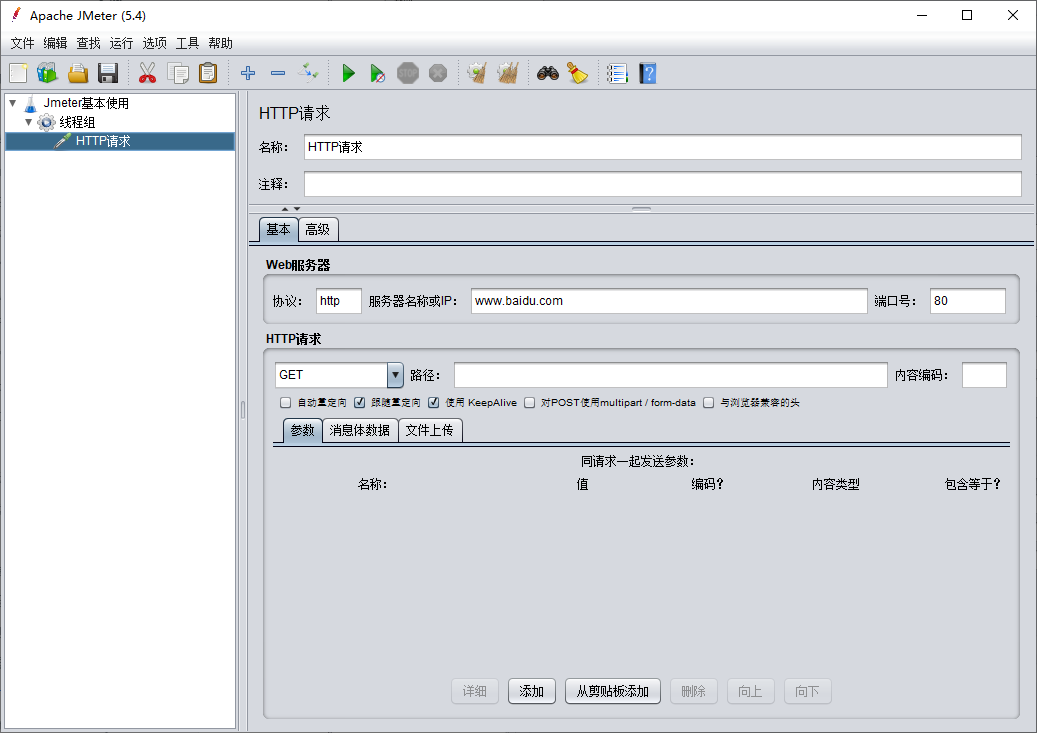 Apache JMeter (5.4)
文件 编辑 查找 运行 选项 工具 帮助
STOP
Jmeter基本使用
线程组
HTTP请求
HTTP请求
名称： HTTP请求
注释：
基本 高级
Web服务器
协议： http 服务器名称或IP： www.baidu.com 端口号： 80
HTTP请求
GET 路径： 内容编码：
自动重定向 跟随重定向 使用 KeepAlive 对POST使用multipart / form-data 与浏览器兼容的头
参数 消息体数据 文件上传
同请求一起发送参数：
名称： 值 编码？ 内容类型 包含等于？
详细 添加 从剪贴板添加 删除 向上 向下